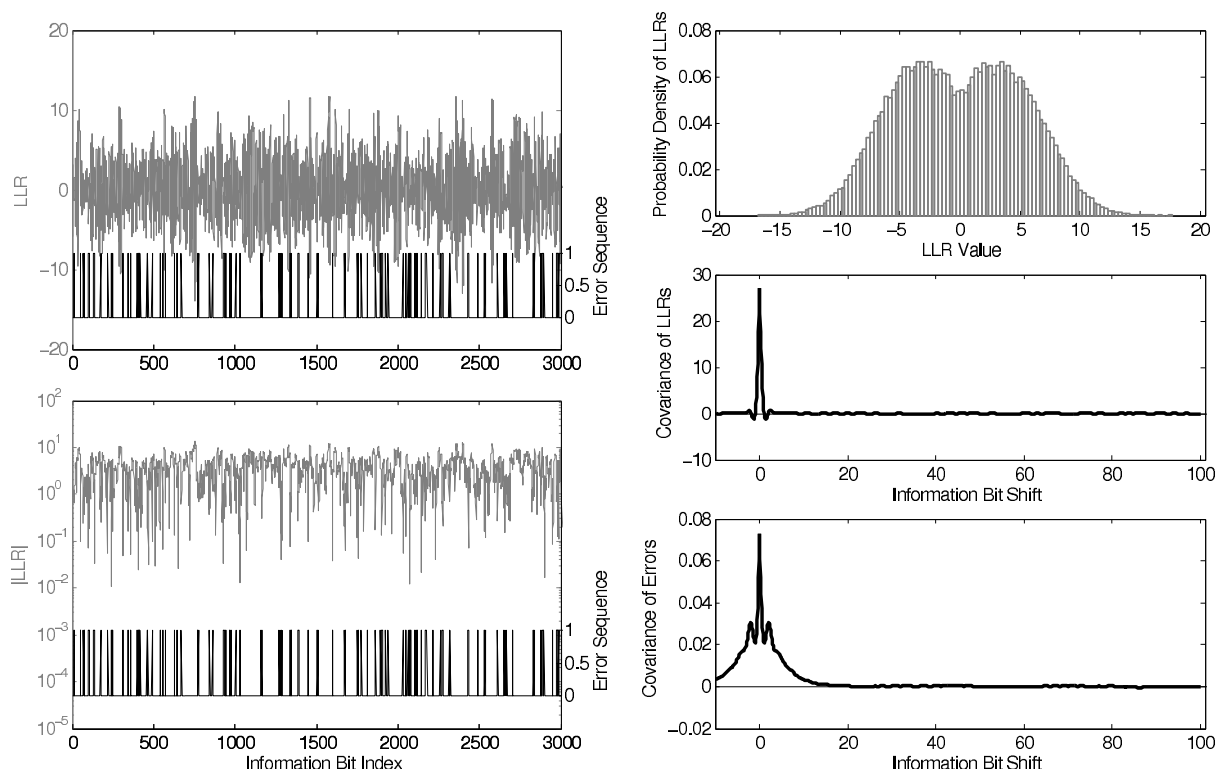 20
10
0
−10
−20
LLR
1
0.5
0
Error Sequence
0 500 1000 1500 2000 2500 3000
10^2
10^1
10^0
10^-1
10^-2
10^-3
10^-4
10^-5
|LLR|
1
0.5
0
Error Sequence
0 500 1000 1500 2000 2500 3000
Information Bit Index
0.08
0.06
0.04
0.02
0
Probability Density of LLRs
−20 −15 −10 −5 0 5 10 15 20
LLR Value
30
20
10
0
−10
Covariance of LLRs
0 20 40 60 80 100
Information Bit Shift
0.08
0.06
0.04
0.02
0
−0.02
Covariance of Errors
0 20 40 60 80 100
Information Bit Shift